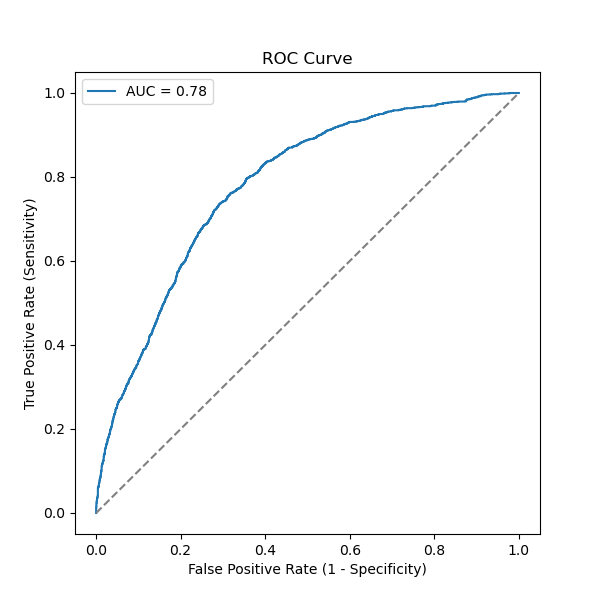 ROC Curve
AUC = 0.78
True Positive Rate (Sensitivity)
1.0
0.8
0.6
0.4
0.2
0.0
0.0 0.2 0.4 0.6 0.8 1.0
False Positive Rate (1 - Specificity)